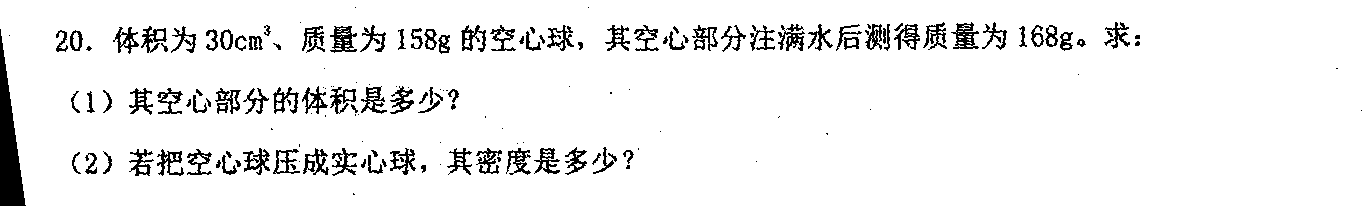 20. 体积为30cm³、质量为158g的空心球，其空心部分注满水后测得质量为168g。求：
（1）其空心部分的体积是多少？
（2）若把空心球压成实心球，其密度是多少？